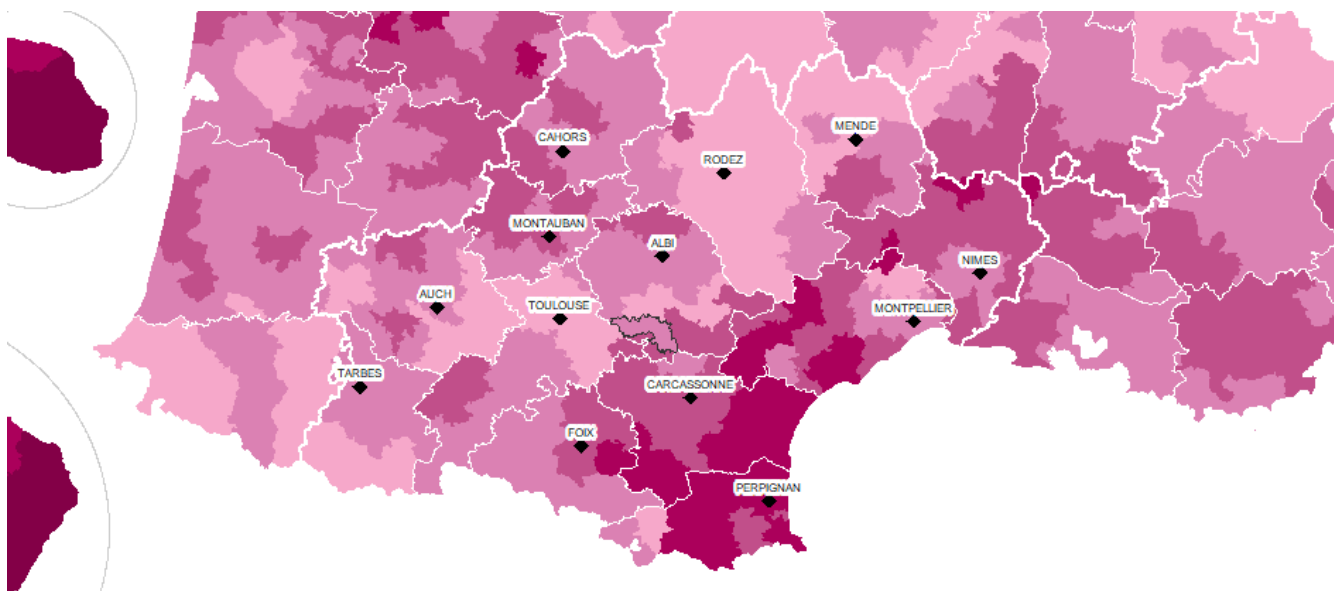 MENDE
CAHORS
RODEZ
MONTAUBAN
ALBI
NIMES
AUCH
TOULOUSE
MONTPELLIER
TARBES
CARCASSONNE
FOIX
PERPIGNAN